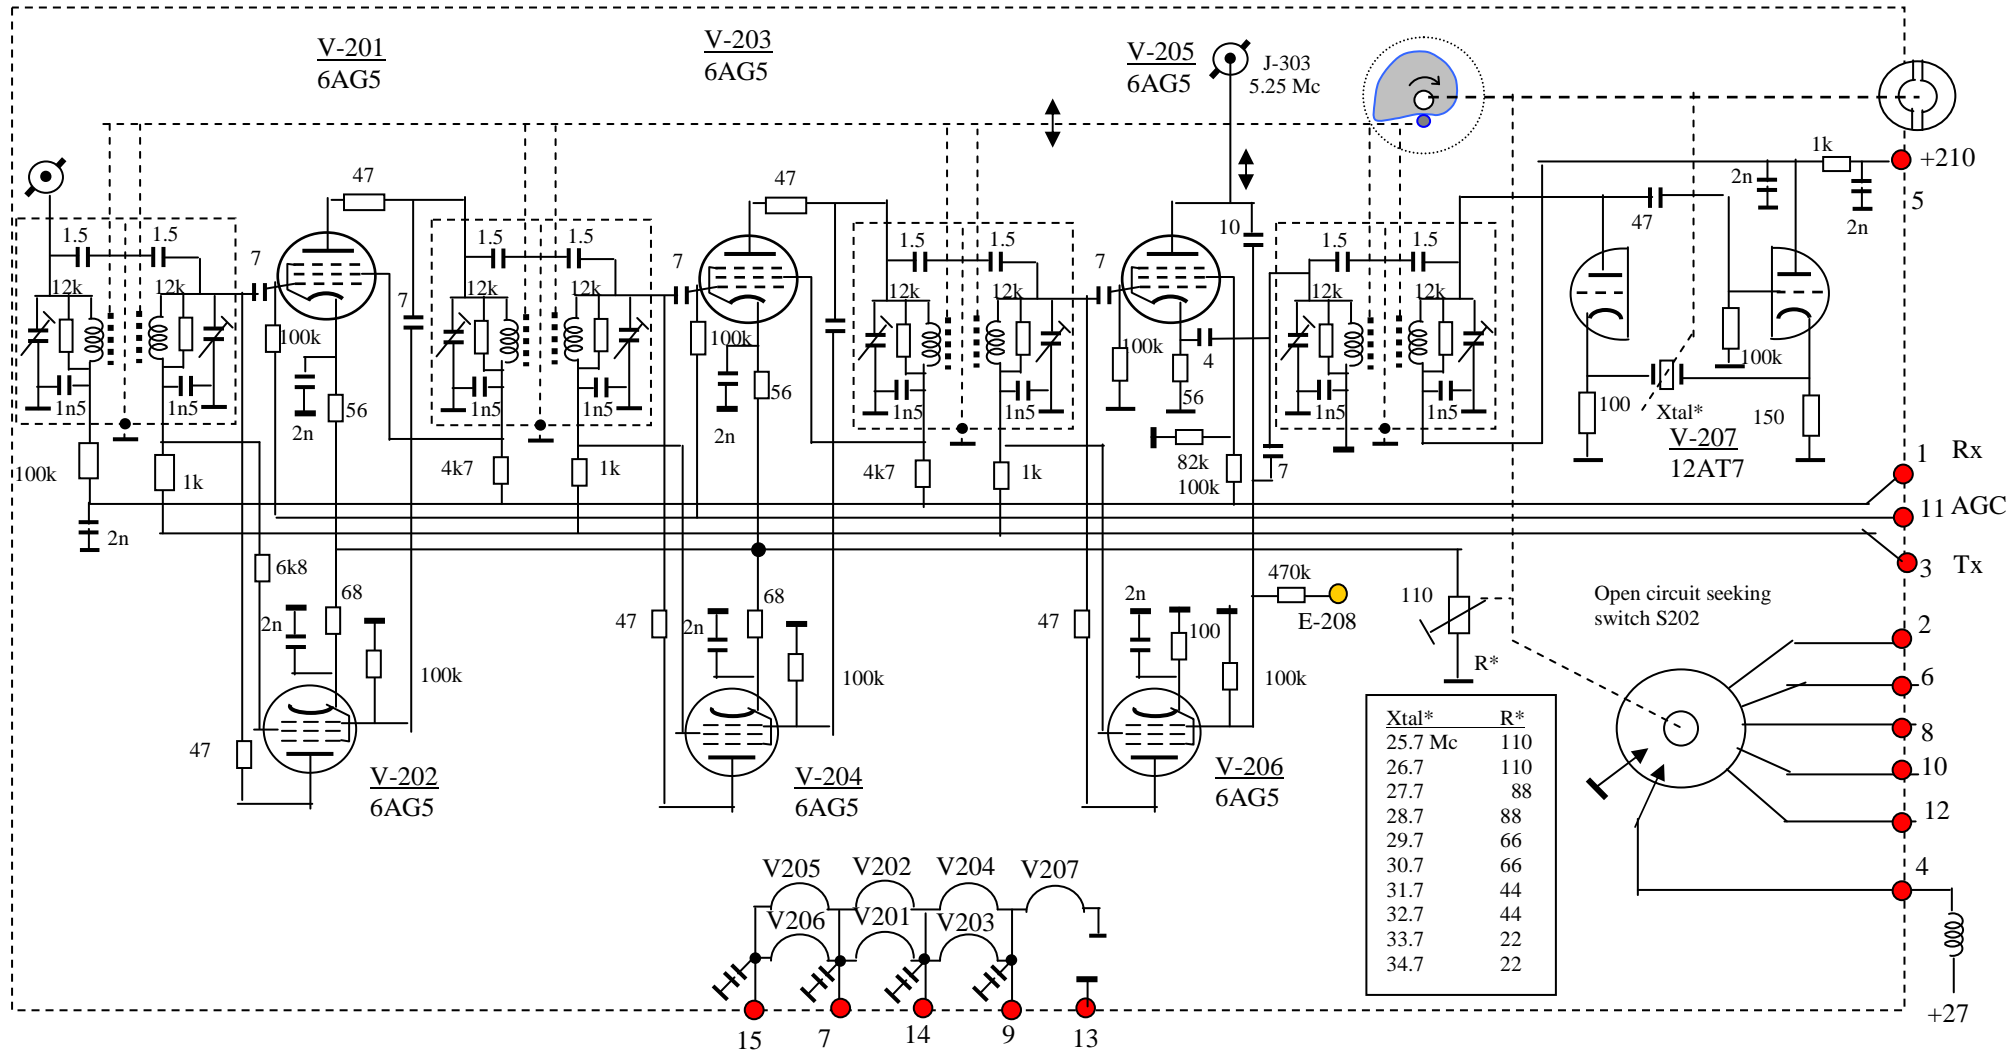 V-201
6AG5
V-203
6AG5
V-205
6AG5
J-303
5.25 Mc
1k
+210
5
2n
2n
47
47
10
47
1.5
1.5
1.5
1.5
1.5
1.5
1.5
1.5
7
7
7
7
12k
12k
12k
12k
12k
12k
12k
12k
100k
100k
100k
100k
4
1n5
1n5
1n5
1n5
1n5
1n5
1n5
1n5
2n
56
2n
56
56
100
Xtal*
150
V-207
12AT7
100k
1k
4k7
1k
4k7
1k
82k
100k
7
1
Rx
11 AGC
3
Tx
2n
6k8
68
68
2n
2n
2n
47
47
100
470k
E-208
110
R*
Open circuit seeking
switch S202
100k
100k
100k
47
V-202
6AG5
V-204
6AG5
V-206
6AG5
Xtal* R*
25.7 Mc 110
26.7 110
27.7 88
28.7 88
29.7 66
30.7 66
31.7 44
32.7 44
33.7 22
34.7 22
2
6
8
10
12
4
+27
V205
V202
V204
V207
V206
V201
V203
15
7
14
9
13